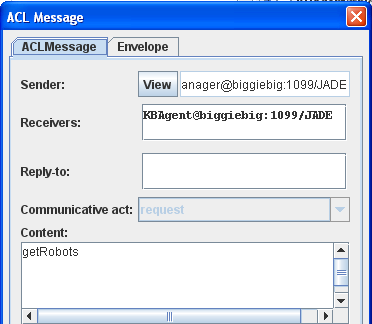 ACL Message
ACLMessage Envelope
Sender: View anager@biggiebig:1099/JADE
Receivers: KBAgent@biggiebig:1099/JADE
Reply-to:
Communicative act: request
Content:
getRobots